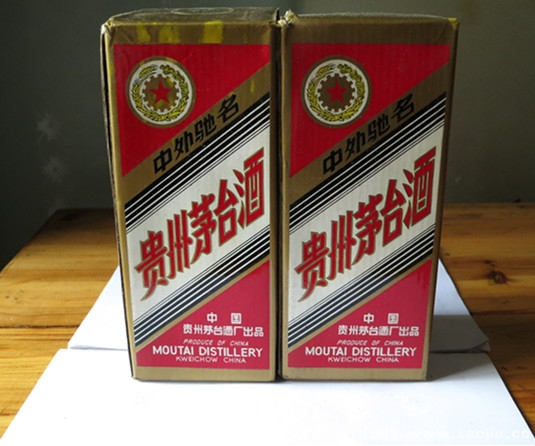 中外驰名
贵州茅台酒
中国
贵州茅台酒厂出品
PRODUCE OF CHINA
MOUTAI DISTILLERY
KWEICHOW CHINA
中外驰名
贵州茅台酒
中国
贵州茅台酒厂出品
PRODUCE OF CHINA
MOUTAI DISTILLERY
KWEICHOW CHINA